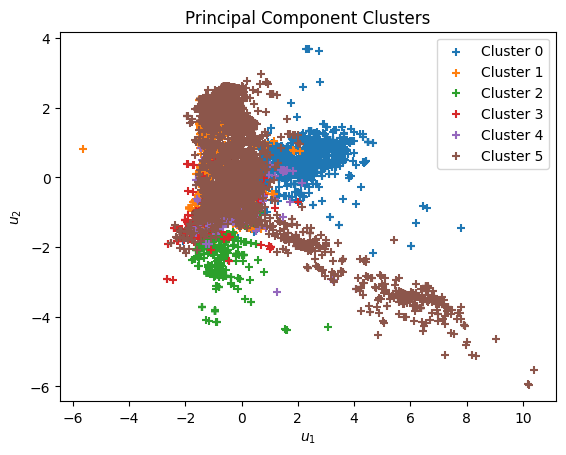 Principal Component Clusters
4
2
0
−2
−4
−6
u₂
Cluster 0
Cluster 1
Cluster 2
Cluster 3
Cluster 4
Cluster 5
−6 −4 −2 0 2 4 6 8 10
u₁